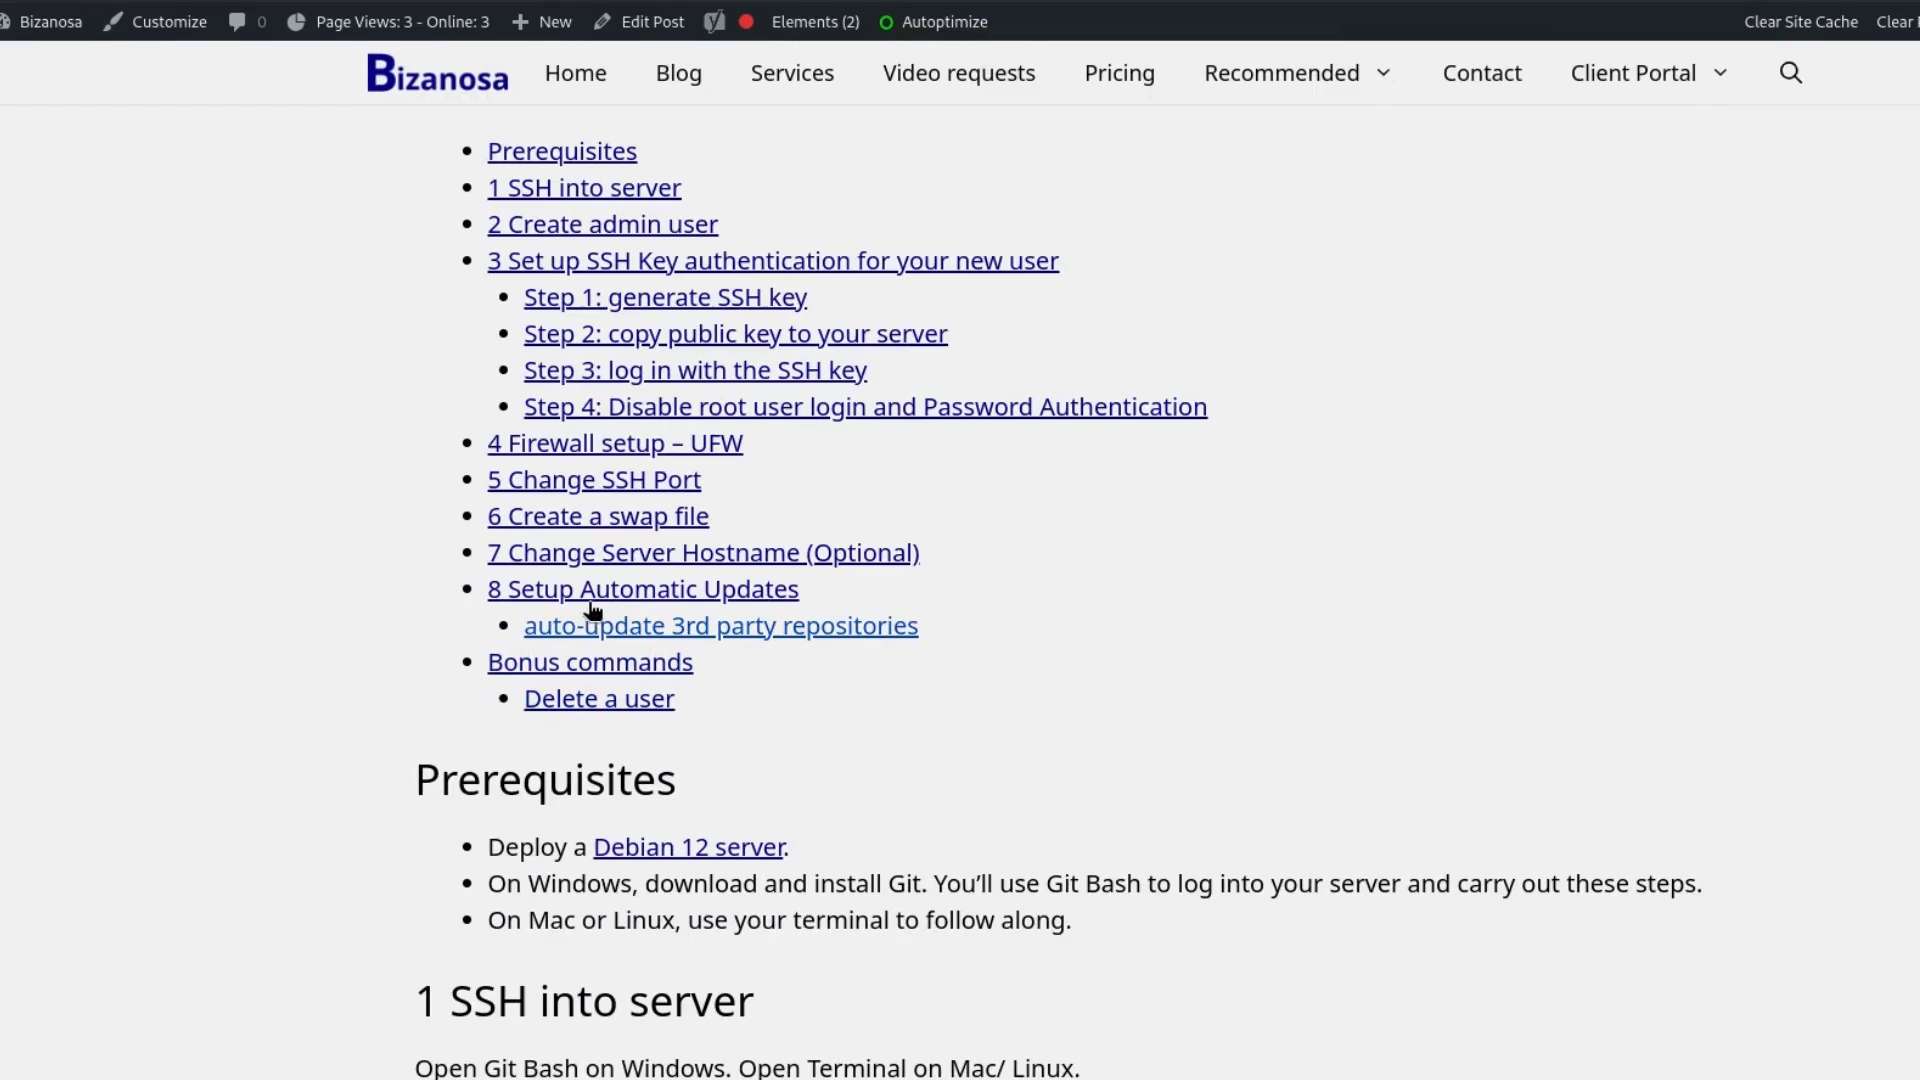 Bizanosa Customize 0 Page Views: 3 - Online: 3 New Edit Post Elements (2) Autoptimize Clear Site Cache Clear
Bizanosa Home Blog Services Video requests Pricing Recommended Contact Client Portal
Prerequisites
1 SSH into server
2 Create admin user
3 Set up SSH Key authentication for your new user
Step 1: generate SSH key
Step 2: copy public key to your server
Step 3: log in with the SSH key
Step 4: Disable root user login and Password Authentication
4 Firewall setup – UFW
5 Change SSH Port
6 Create a swap file
7 Change Server Hostname (Optional)
8 Setup Automatic Updates
auto-update 3rd party repositories
Bonus commands
Delete a user
Prerequisites
Deploy a Debian 12 server.
On Windows, download and install Git. You’ll use Git Bash to log into your server and carry out these steps.
On Mac or Linux, use your terminal to follow along.
1 SSH into server
Open Git Bash on Windows. Open Terminal on Mac/ Linux.